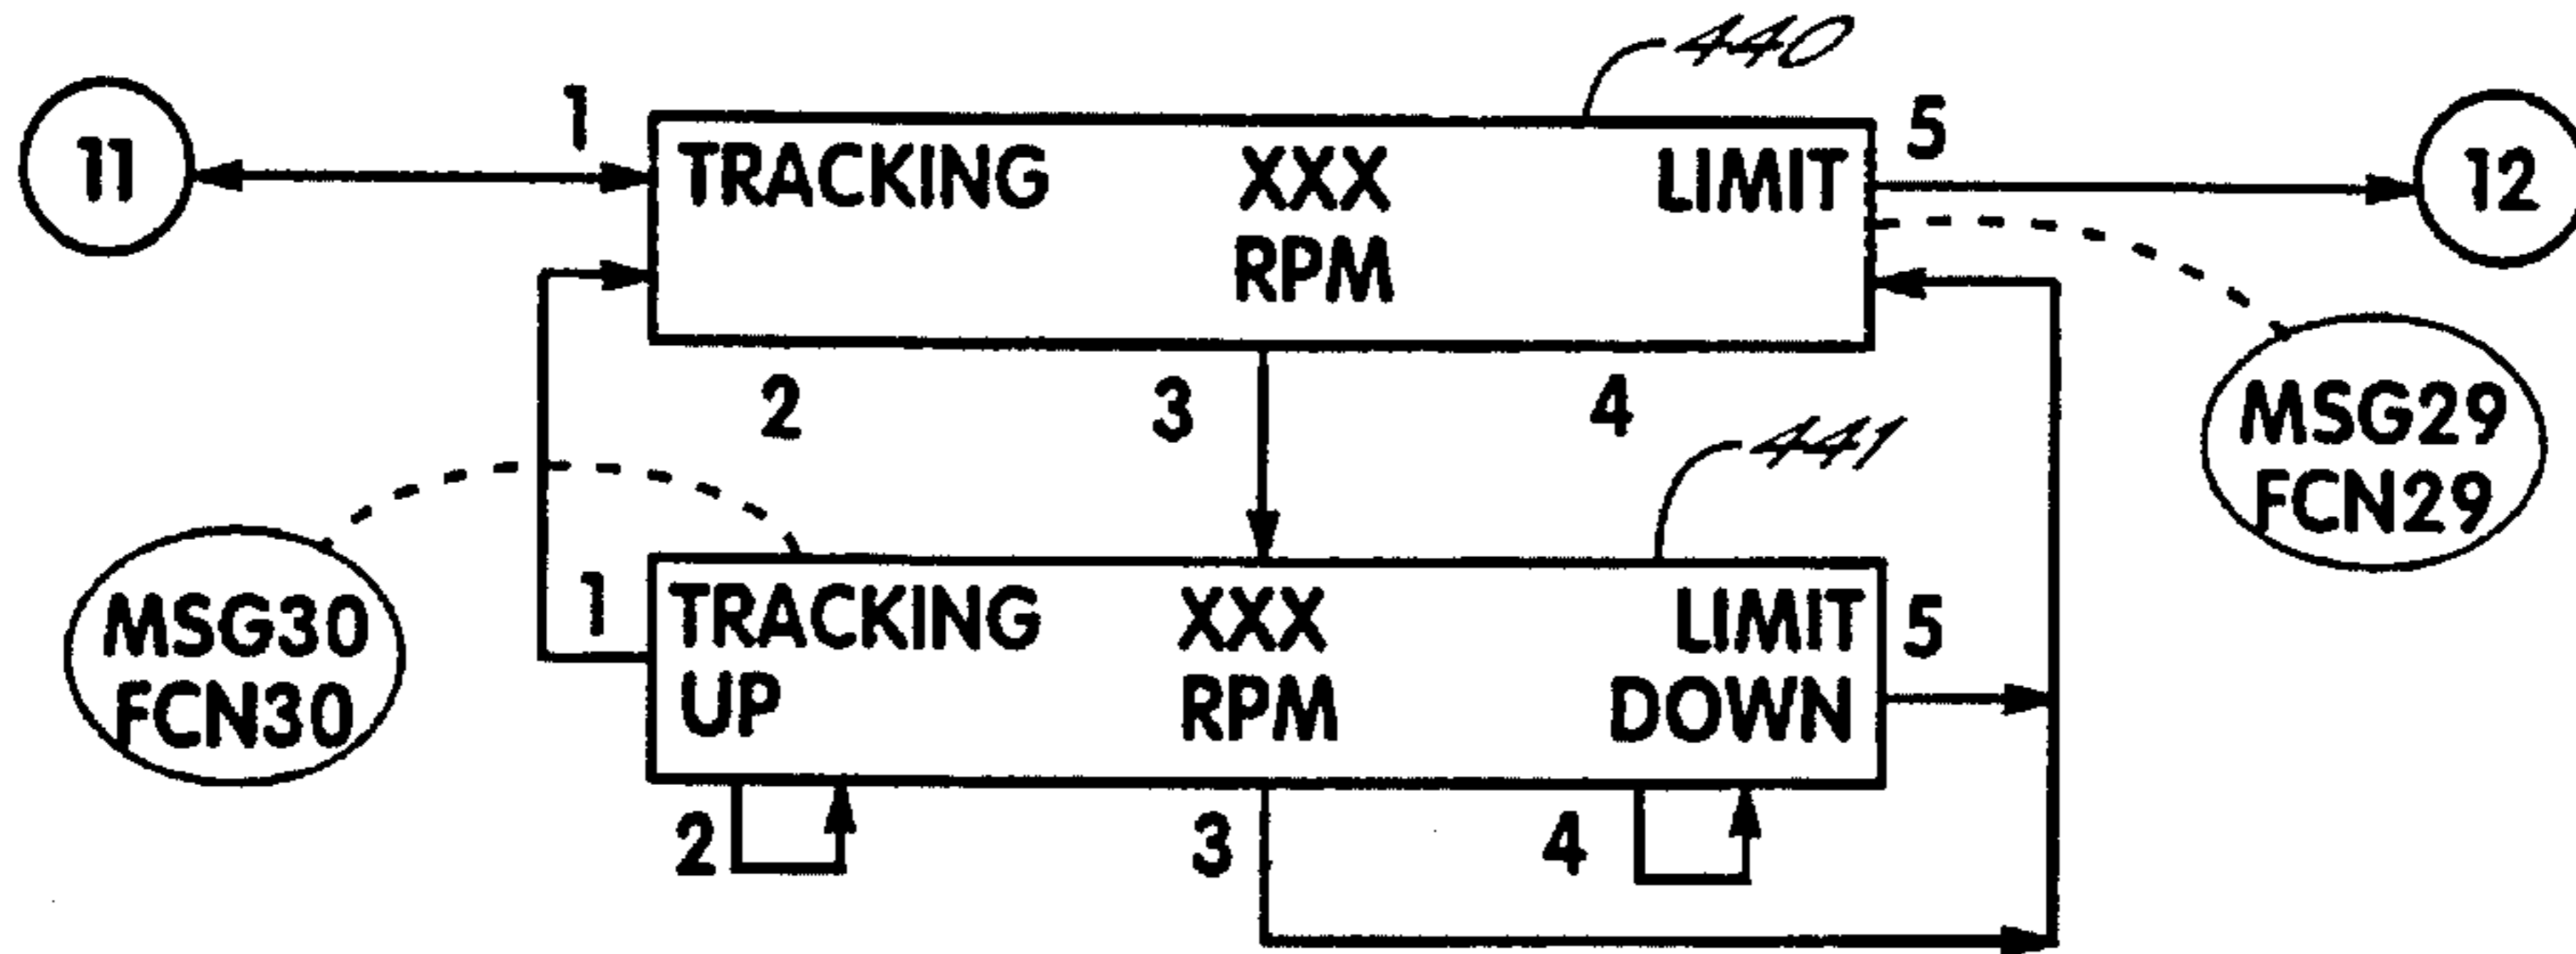 440
1
5
11
TRACKING XXX LIMIT
12
RPM
2 3 4
441
MSG29
FCN29
MSG30
FCN30
1
TRACKING XXX LIMIT
5
UP RPM DOWN
2 3 4